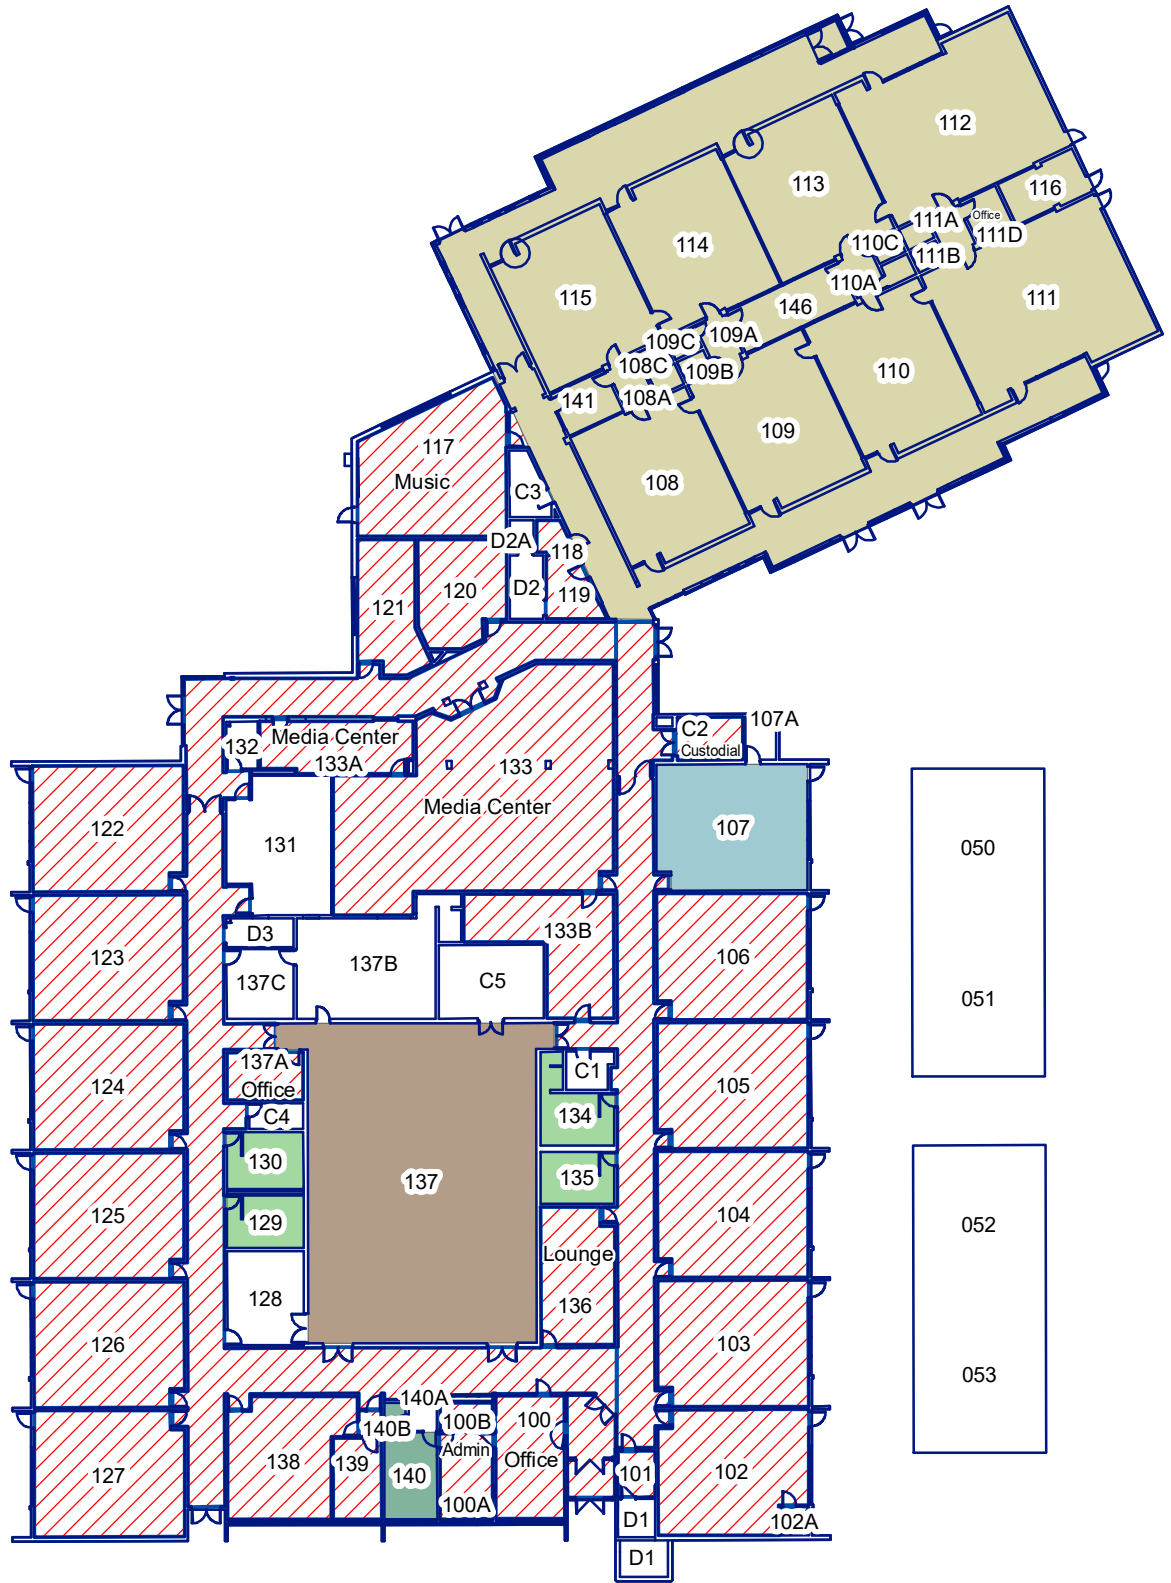 112
116
113
111A
Office
111D
114
110C
111B
110A
111
115
146
109C
109A
108C
109B
110
141
108A
109
117
Music
108
C3
D2A
118
D2
119
120
121
107A
C2
Custodial
132
Media Center
133A
133
Media Center
107
122
131
050
D3
133B
123
137B
106
137C
C5
051
124
137A
Office
C1
105
C4
134
130
135
137
125
129
104
052
Lounge
128
136
126
103
053
140A
140B
100B
100
Admin
Office
138
139
140
101
102
127
100A
102A
D1
D1